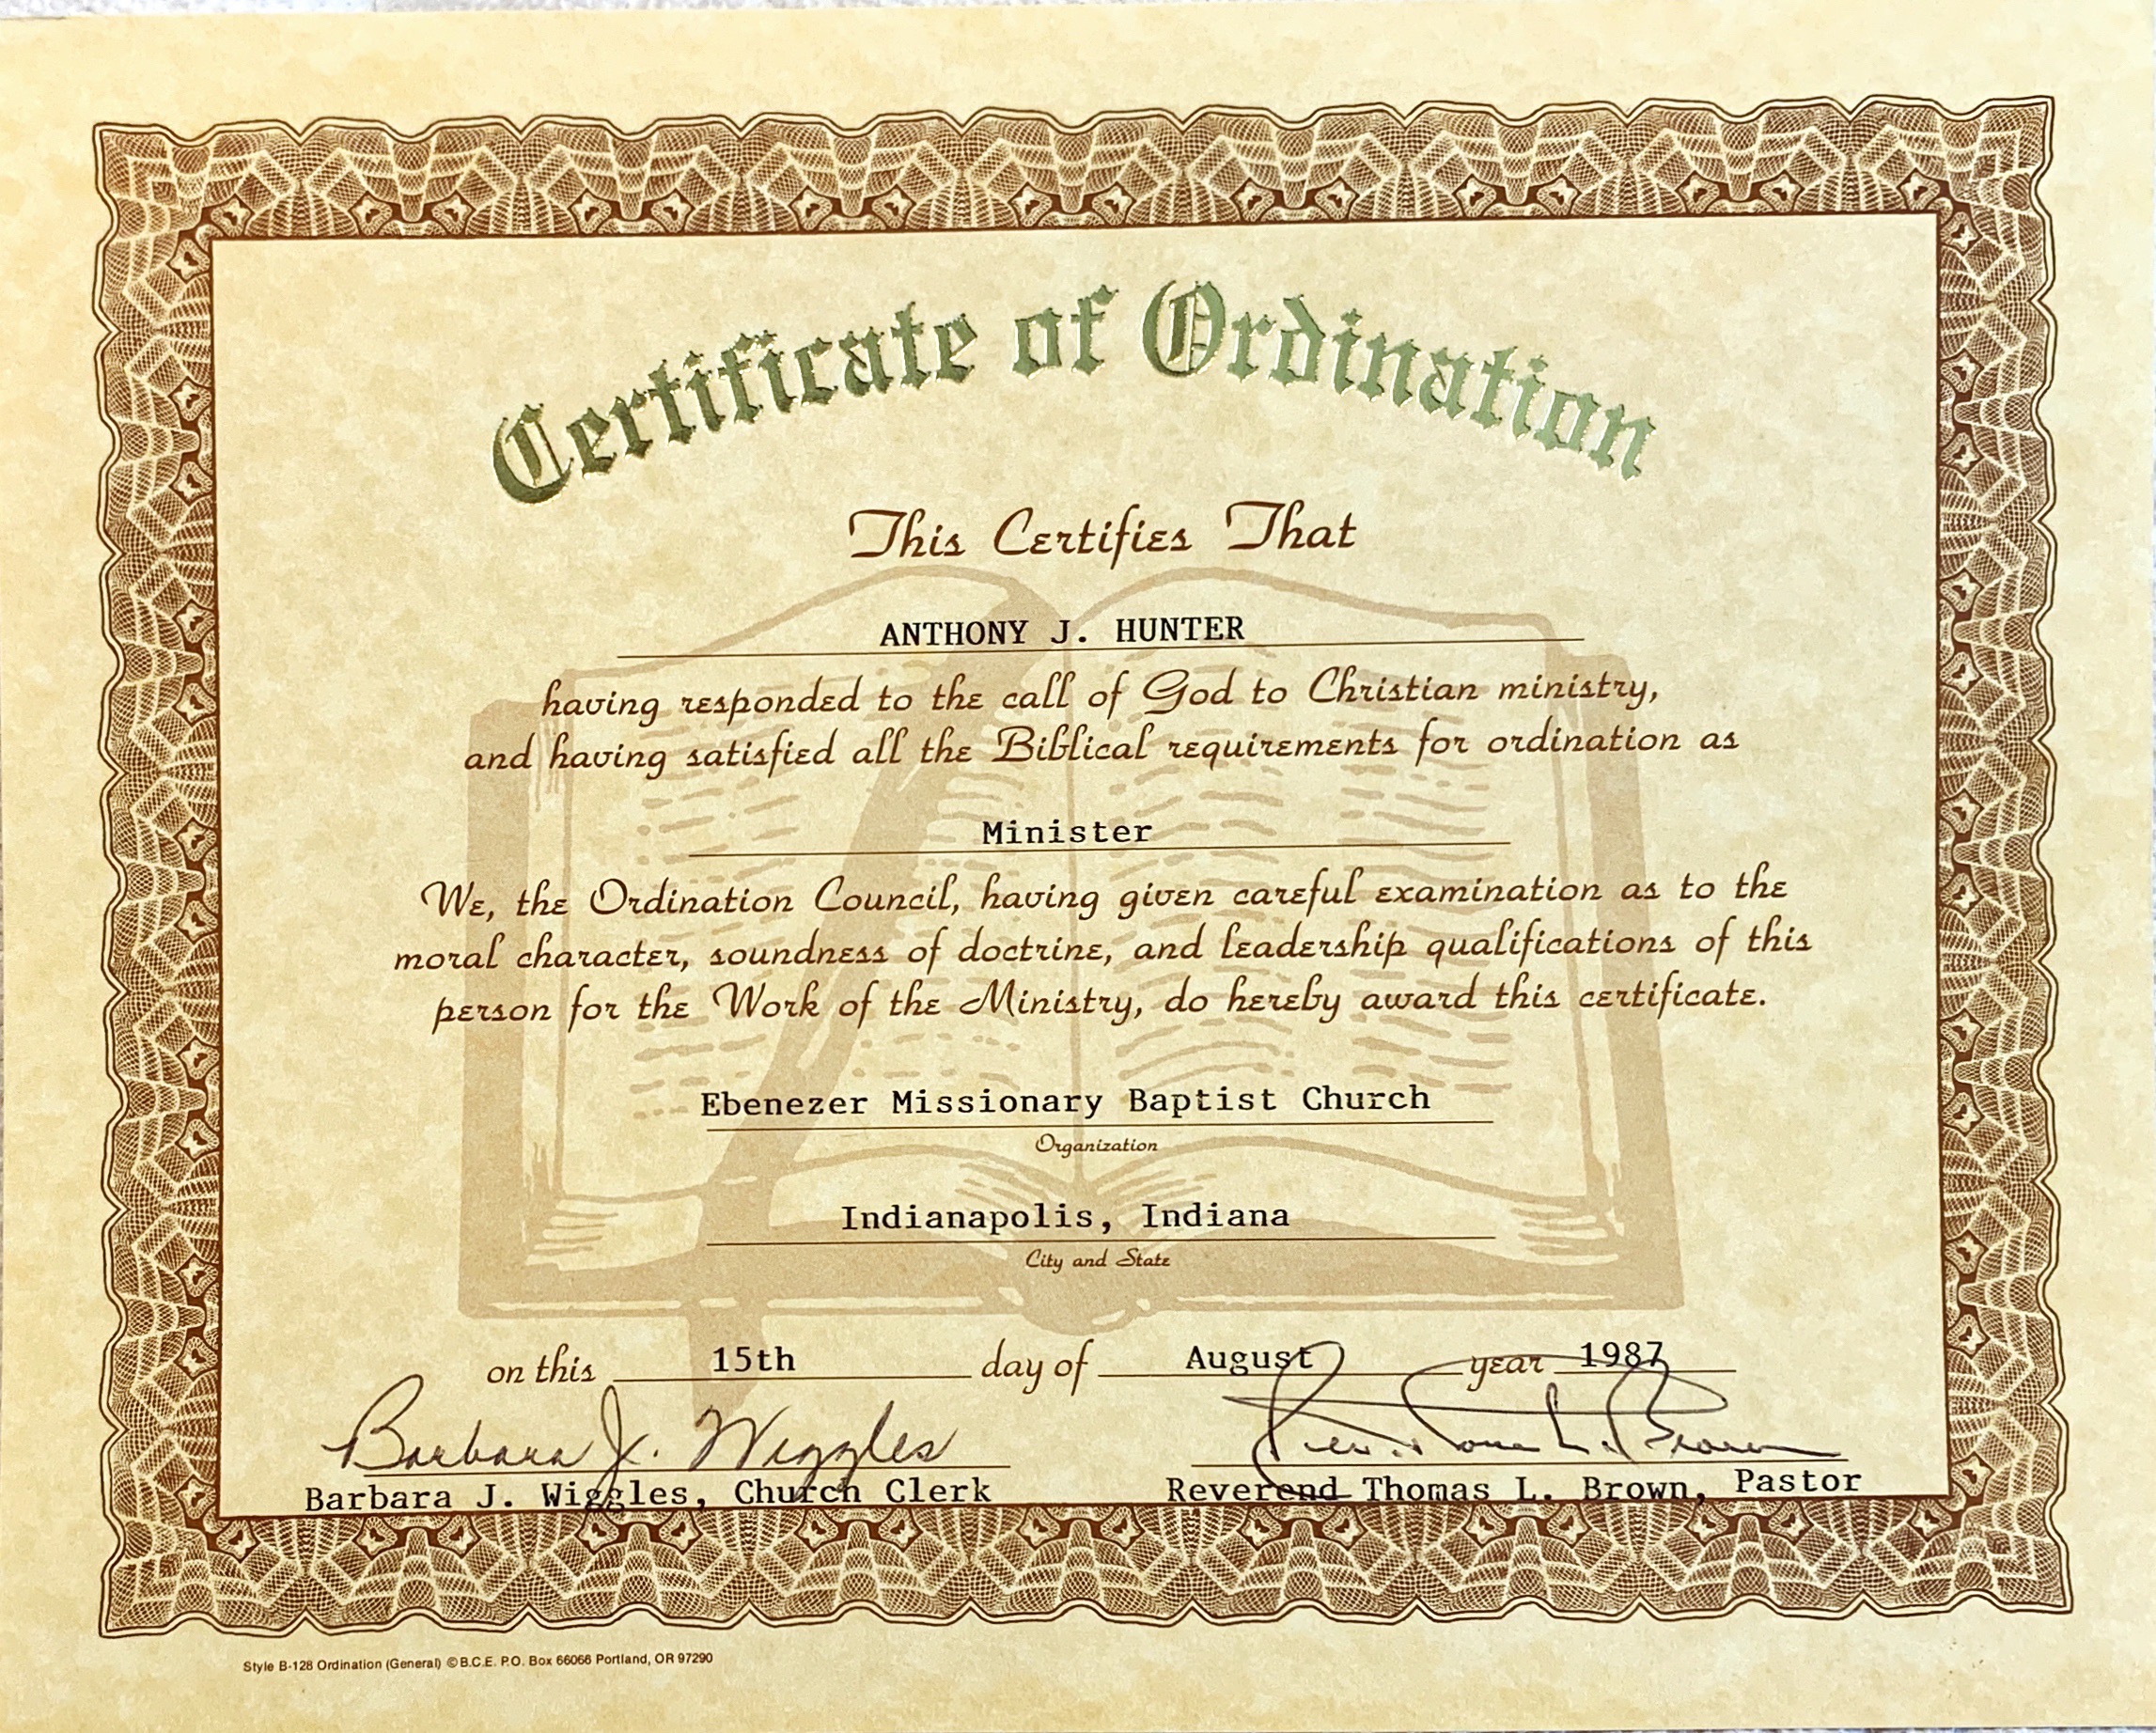 Certificate of Ordination
This Certifies That
ANTHONY J. HUNTER
having responded to the call of God to Christian ministry,
and having satisfied all the Biblical requirements for ordination as
Minister
We, the Ordination Council, having given careful examination as to the
moral character, soundness of doctrine, and leadership qualifications of this
person for the Work of the Ministry, do hereby award this certificate.
Ebenezer Missionary Baptist Church
Organization
Indianapolis, Indiana
City and State
on this 15th day of August year 1987
Barbara J. Wiggles Rev. Thomas L. Brown
Barbara J. Wiggles, Church Clerk Reverend Thomas L. Brown, Pastor
Style B-128 Ordination (General) © B.C.E. P.O. Box 66066 Portland, OR 97290